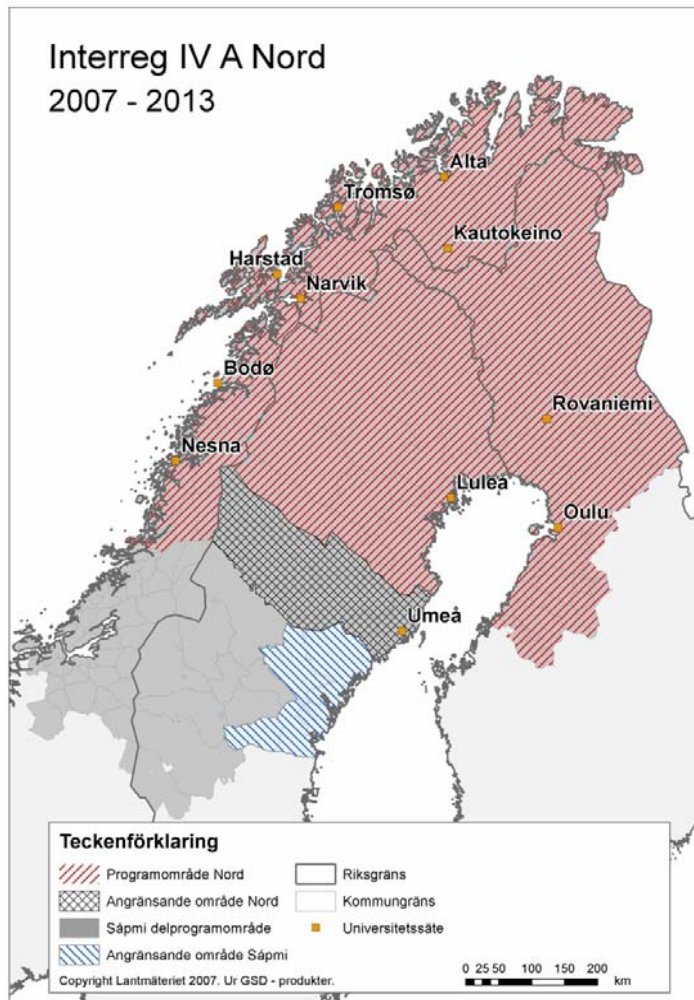 Interreg IV A Nord
2007 - 2013
Alta
Tromsø
Kautokeino
Harstad
Narvik
Bodø
Rovaniemi
Nesna
Luleå
Oulu
Umeå
Teckenförklaring
Programområde Nord
Riksgräns
Angränsande område Nord
Kommungräns
Sápmi delprogramområde
Universitetssäte
Angränsande område Sápmi
Copyright Lantmäteriet 2007. Ur GSD - produkter.
0 25 50 100 150 200
km